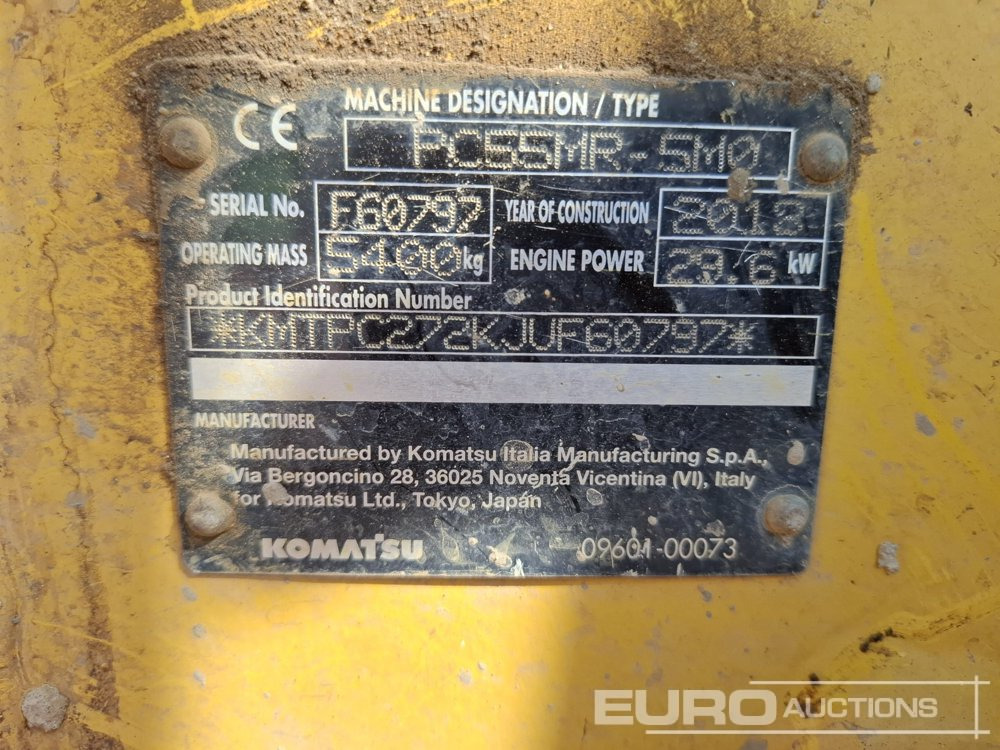 CE MACHINE DESIGNATION / TYPE
PC55MR-5M0
SERIAL No. F60797 YEAR OF CONSTRUCTION 2018
OPERATING MASS 5400kg ENGINE POWER 29.6 kW
Product Identification Number
*KMTPC272KJUF60797*
MANUFACTURER
Manufactured by Komatsu Italia Manufacturing S.p.A.,
Via Bergoncino 28, 36025 Noventa Vicentina (VI), Italy
for Komatsu Ltd., Tokyo, Japan
KOMATSU 09601-00073
EURO AUCTIONS